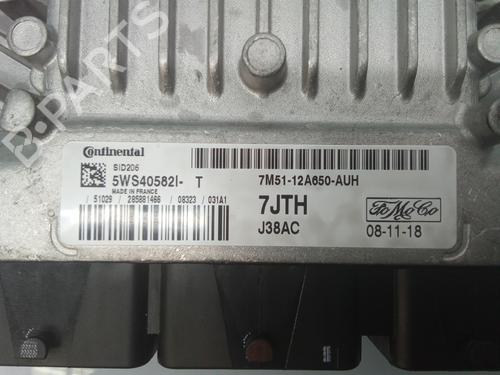 B-PARTS
Continental
SID206
5WS40582I- T
MADE IN FRANCE
/ 51029 / 285881466 / 08323 / 031A1 /
7M51-12A650-AUH
7JTH
J38AC
FoMoCo
08-11-18